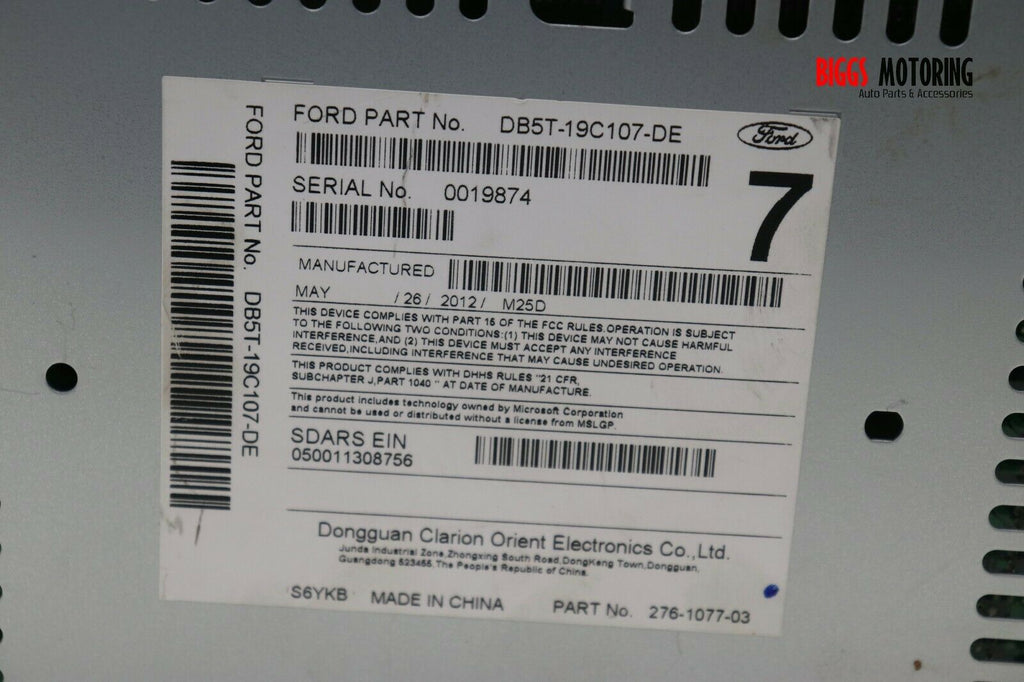 BIGGS MOTORING
Auto Parts & Accessories
FORD PART No. DB5T-19C107-DE
Ford
SERIAL No. 0019874
7
MANUFACTURED
MAY / 26 / 2012 / M25D
THIS DEVICE COMPLIES WITH PART 15 OF THE FCC RULES.OPERATION IS SUBJECT
TO THE FOLLOWING TWO CONDITIONS:(1) THIS DEVICE MAY NOT CAUSE HARMFUL
INTERFERENCE,AND (2) THIS DEVICE MUST ACCEPT ANY INTERFERENCE
RECEIVED,INCLUDING INTERFERENCE THAT MAY CAUSE UNDESIRED OPERATION.
THIS PRODUCT COMPLIES WITH DHHS RULES "21 CFR,
SUBCHAPTER J,PART 1040 " AT DATE OF MANUFACTURE.
This product includes technology owned by Microsoft Corporation
and cannot be used or distributed without a license from MSLGP.
SDARS EIN
050011308756
Dongguan Clarion Orient Electronics Co.,Ltd.
Junda Industrial Zone,Zhongxing South Road,DongKeng Town,Dongguan,
Guangdong 523455,The People's Republic of China.
S6YKB MADE IN CHINA PART No. 276-1077-03
FORD PART No. DB5T-19C107-DE